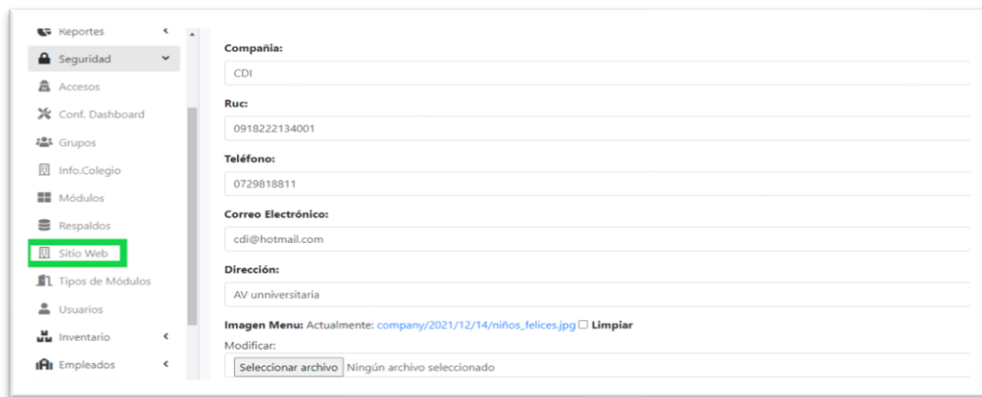 Reportes
Seguridad
Accesos
Conf. Dashboard
Grupos
Info.Colegio
Módulos
Respaldos
Sitio Web
Tipos de Módulos
Usuarios
Inventario
Empleados
Compañia:
CDI
Ruc:
0918222134001
Teléfono:
0729818811
Correo Electrónico:
cdi@hotmail.com
Dirección:
AV unniversitaria
Imagen Menu: Actualmente: company/2021/12/14/niños_felices.jpg Limpiar
Modificar:
Seleccionar archivo Ningún archivo seleccionado